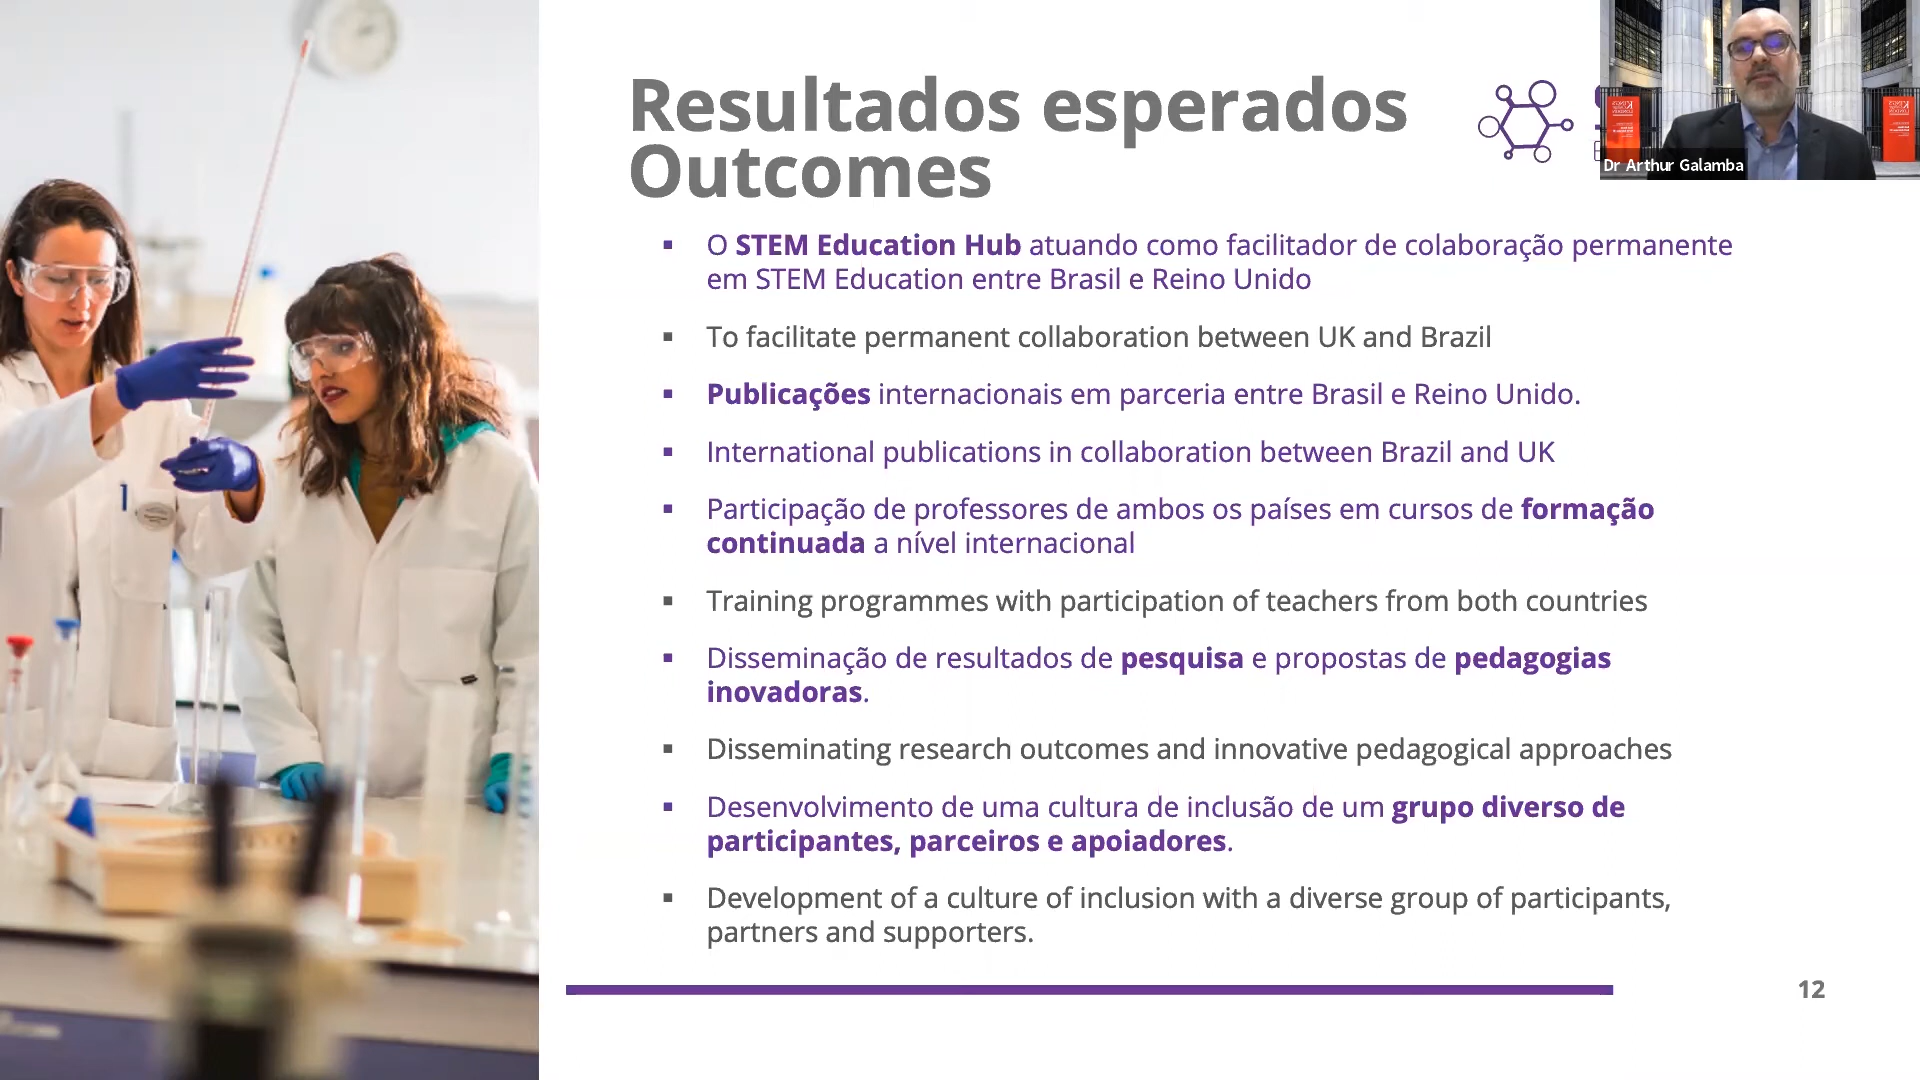 Resultados esperados
Outcomes
Dr Arthur Galamba
▪ O STEM Education Hub atuando como facilitador de colaboração permanente
em STEM Education entre Brasil e Reino Unido
▪ To facilitate permanent collaboration between UK and Brazil
▪ Publicações internacionais em parceria entre Brasil e Reino Unido.
▪ International publications in collaboration between Brazil and UK
▪ Participação de professores de ambos os países em cursos de formação
continuada a nível internacional
▪ Training programmes with participation of teachers from both countries
▪ Disseminação de resultados de pesquisa e propostas de pedagogias
inovadoras.
▪ Disseminating research outcomes and innovative pedagogical approaches
▪ Desenvolvimento de uma cultura de inclusão de um grupo diverso de
participantes, parceiros e apoiadores.
▪ Development of a culture of inclusion with a diverse group of participants,
partners and supporters.
12